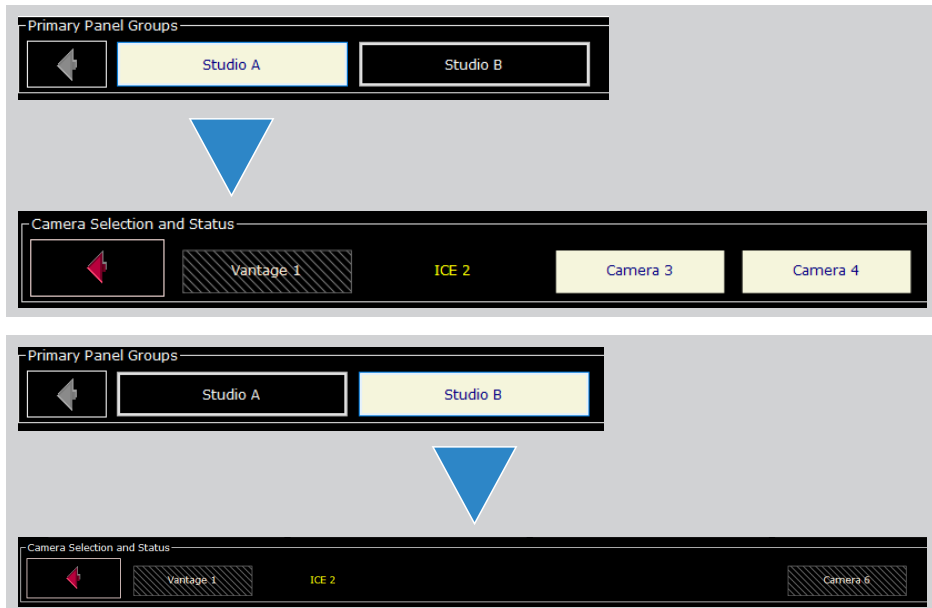 Primary Panel Groups
Studio A Studio B
Camera Selection and Status
Vantage 1 ICE 2 Camera 3 Camera 4
Primary Panel Groups
Studio A Studio B
Camera Selection and Status
Vantage 1 ICE 2 Camera 6